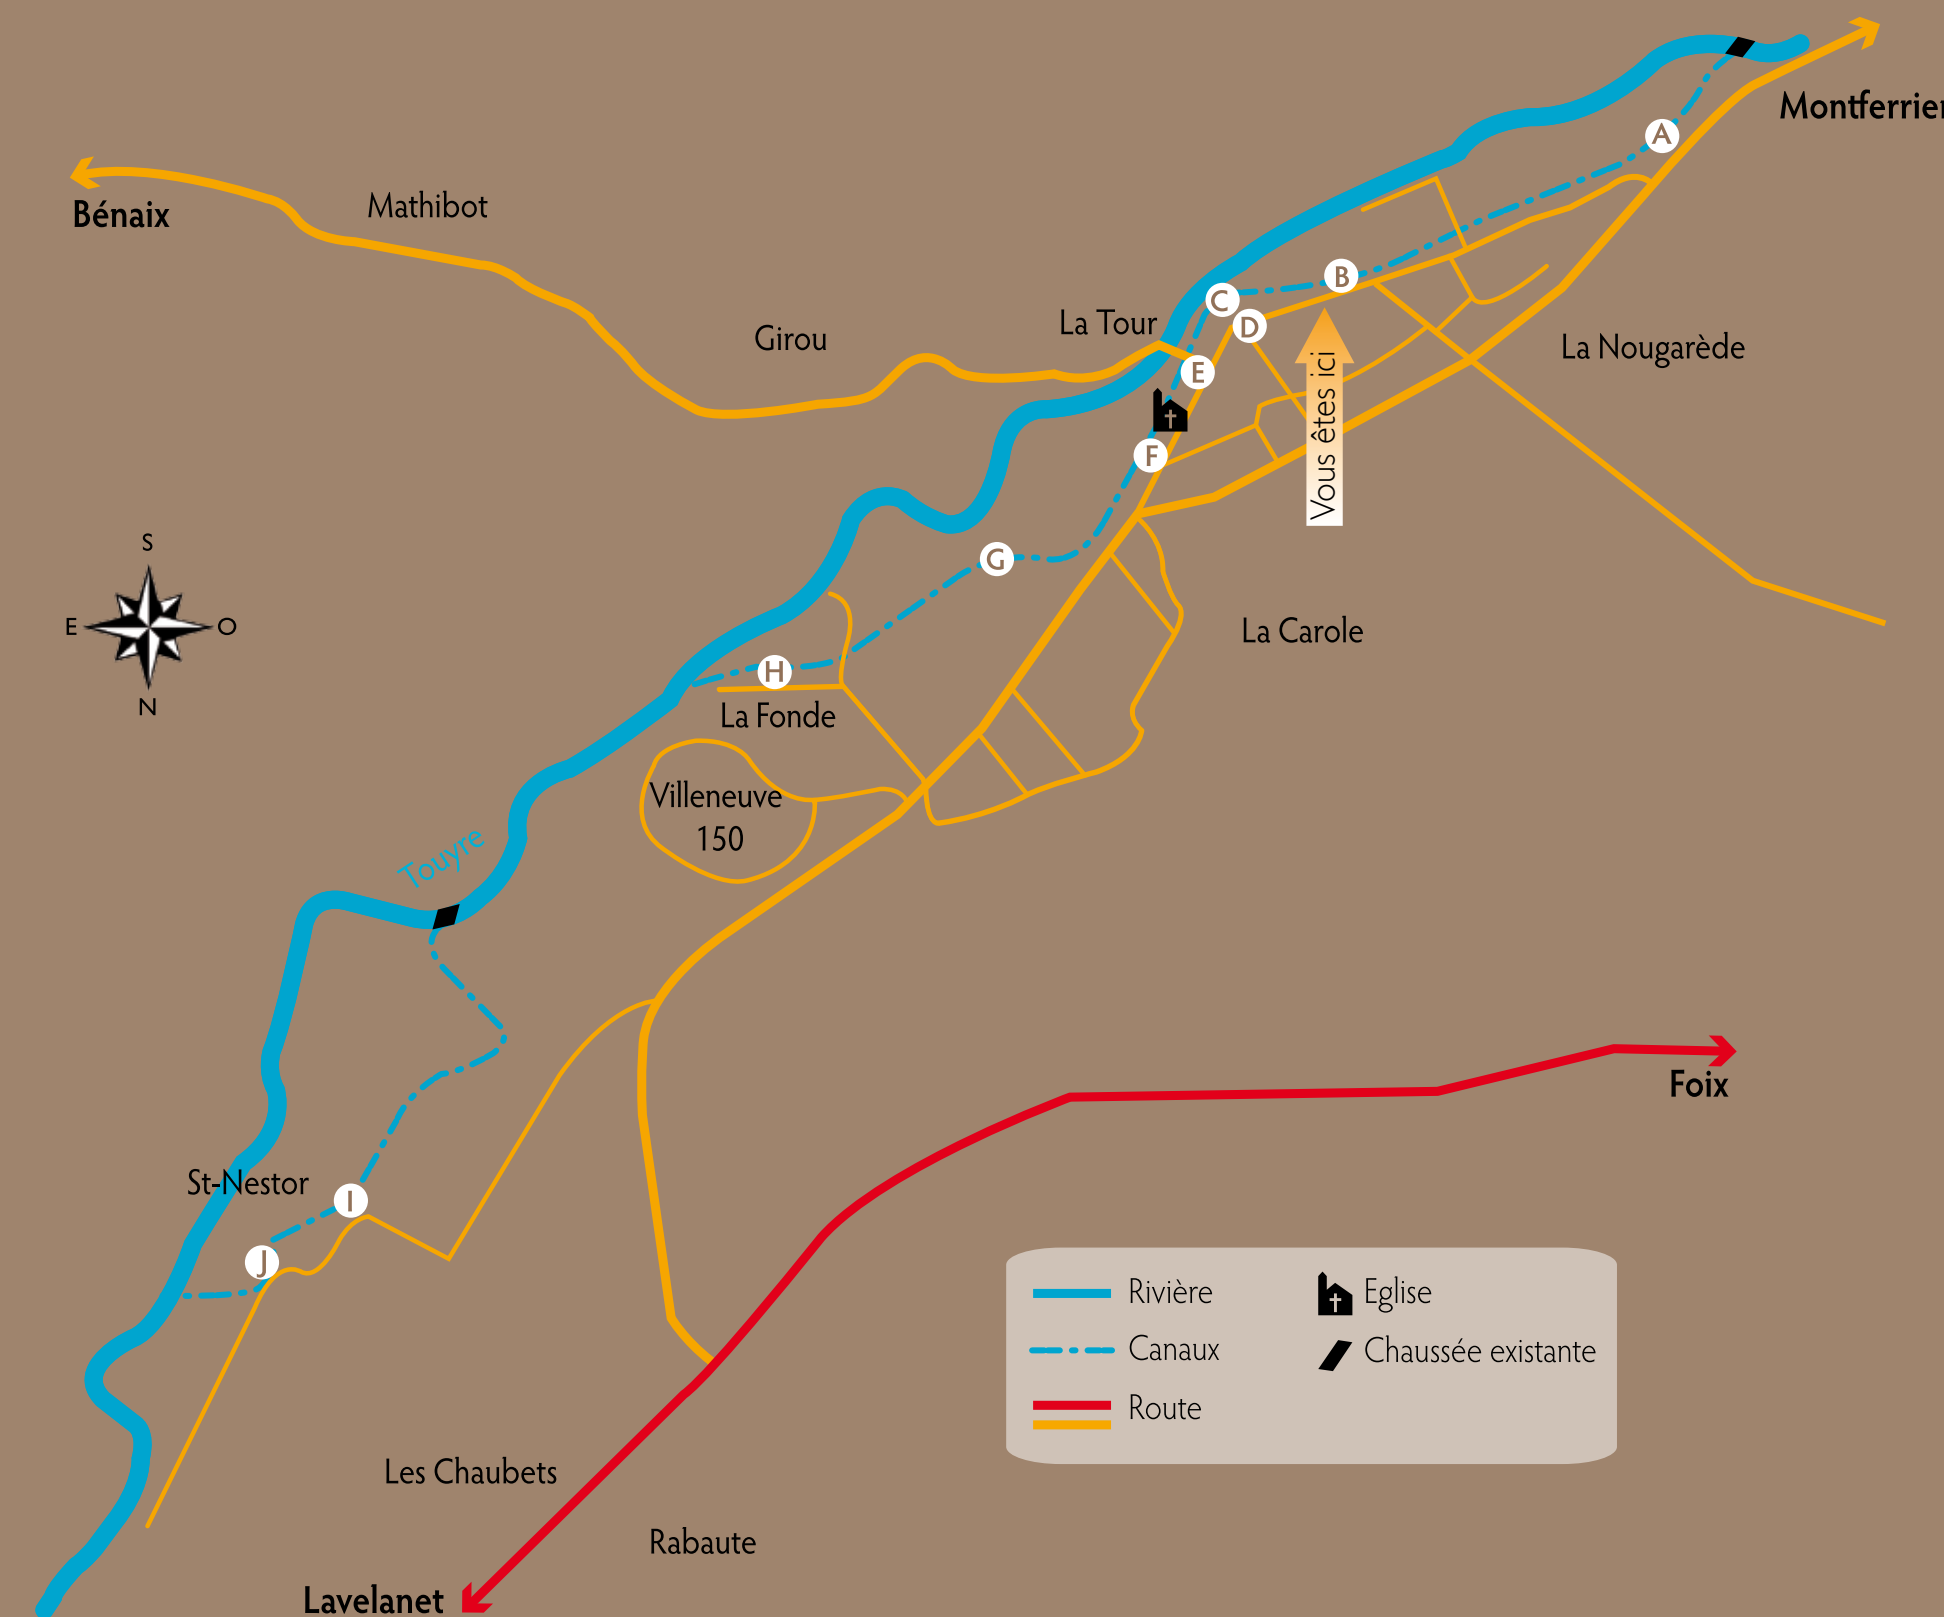 Montferrier
A
Mathibot
Bénaix
B
C
La Tour
D
Girou
La Nougarède
E
Vous êtes ici
F
G
S
E
O
N
La Carole
H
La Fonde
Villeneuve
150
Touyre
Foix
St-Nestor
I
J
Rivière
Eglise
Canaux
Chaussée existante
Route
Les Chaubets
Rabaute
Lavelanet